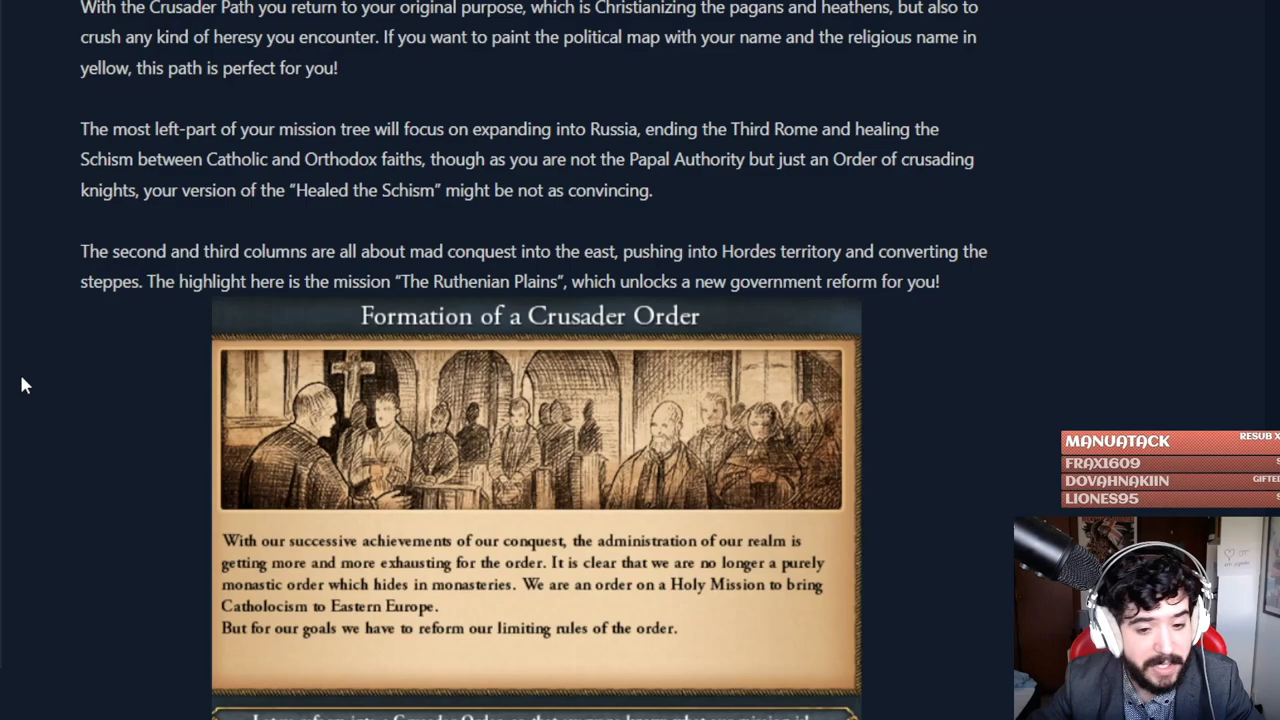 With the Crusader Path you return to your original purpose, which is Christianizing the pagans and heathens, but also to
crush any kind of heresy you encounter. If you want to paint the political map with your name and the religious name in
yellow, this path is perfect for you!
The most left-part of your mission tree will focus on expanding into Russia, ending the Third Rome and healing the
Schism between Catholic and Orthodox faiths, though as you are not the Papal Authority but just an Order of crusading
knights, your version of the “Healed the Schism” might be not as convincing.
The second and third columns are all about mad conquest into the east, pushing into Hordes territory and converting the
steppes. The highlight here is the mission “The Ruthenian Plains”, which unlocks a new government reform for you!
Formation of a Crusader Order
With our successive achievements of our conquest, the administration of our realm is
getting more and more exhausting for the order. It is clear that we are no longer a purely
monastic order which hides in monasteries. We are an order on a Holy Mission to bring
Catholocism to Eastern Europe.
But for our goals we have to reform our limiting rules of the order.
MANUATACK RESUB X
FRAX1609
DOVAHNAKIIN GIFTED
LIONES95